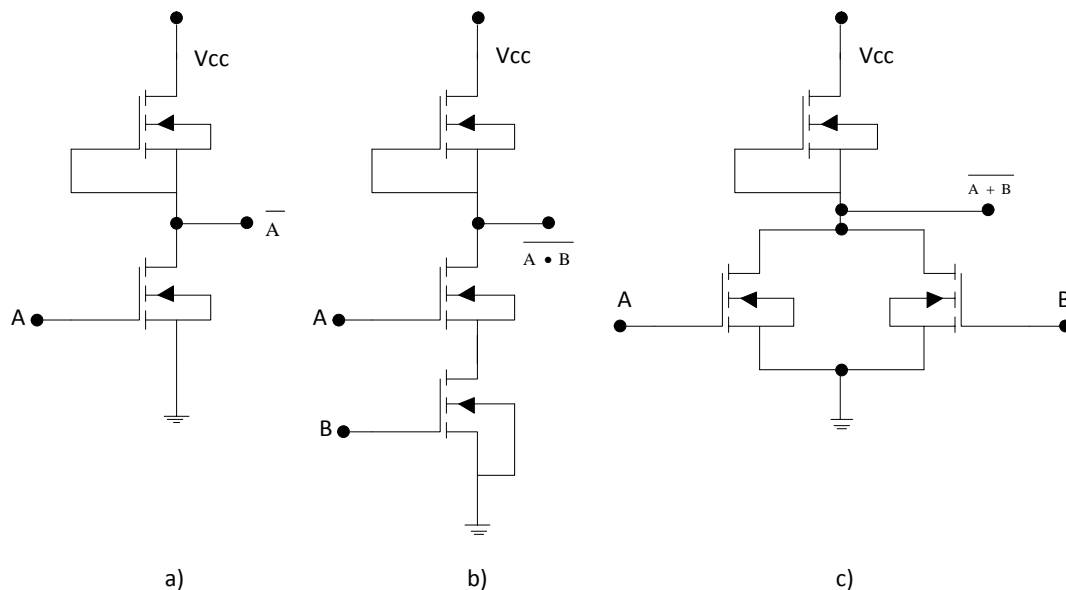 Vcc
Vcc
Vcc
A̅
A̅ ̅•̅ ̅B̅
A̅ ̅+̅ ̅B̅
A
A
A
B
B
a)
b)
c)